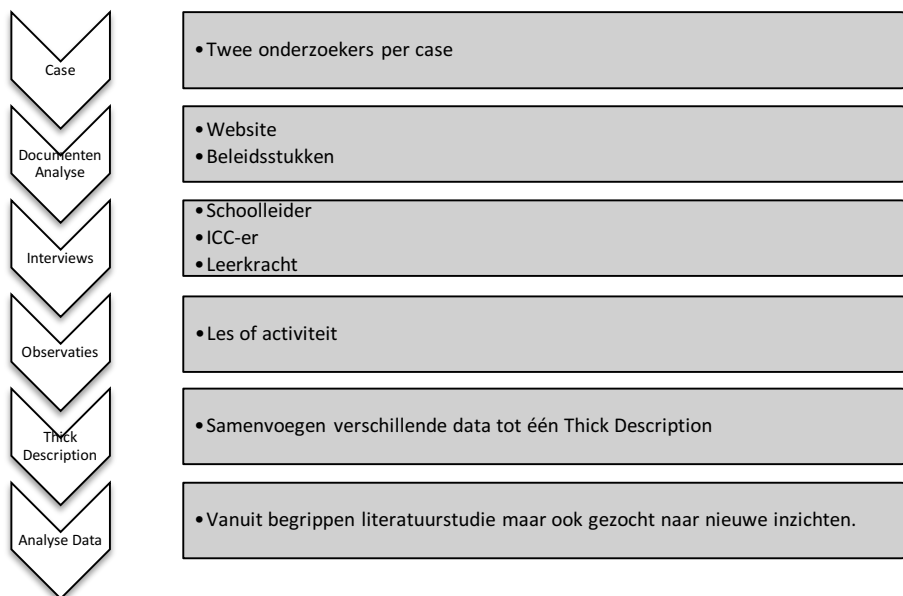 Case
• Twee onderzoekers per case
Documenten
Analyse
• Website
• Beleidsstukken
Interviews
• Schoolleider
• ICC-er
• Leerkracht
Observaties
• Les of activiteit
Thick
Description
• Samenvoegen verschillende data tot één Thick Description
Analyse Data
• Vanuit begrippen literatuurstudie maar ook gezocht naar nieuwe inzichten.